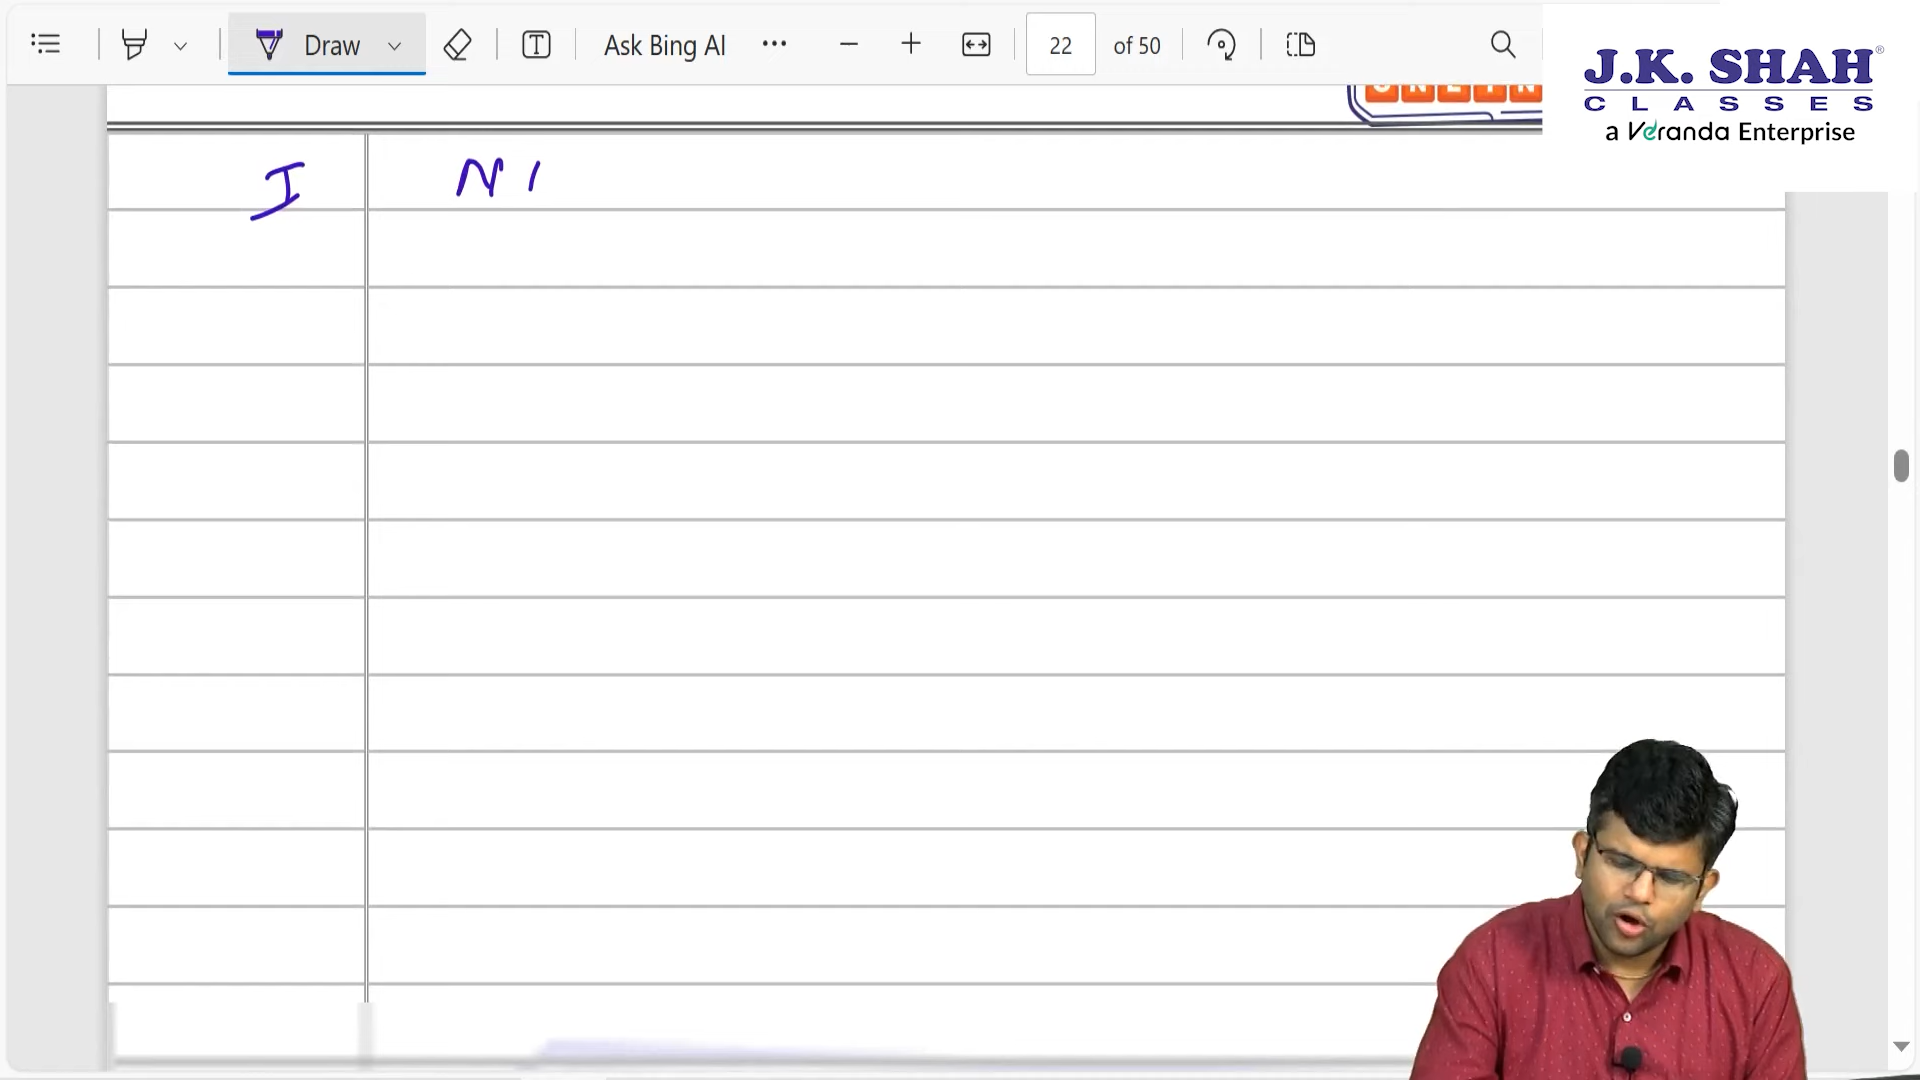 Draw Ask Bing AI 22 of 50
J.K. SHAH®
CLASSES
a Veranda Enterprise
I N